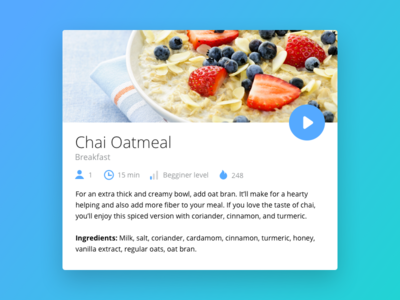 Chai Oatmeal
Breakfast
1 15 min Begginer level 248
For an extra thick and creamy bowl, add oat bran. It'll make for a hearty
helping and also add more fiber to your meal. If you love the taste of chai,
you'll enjoy this spiced version with coriander, cinnamon, and turmeric.
Ingredients: Milk, salt, coriander, cardamom, cinnamon, turmeric, honey,
vanilla extract, regular oats, oat bran.